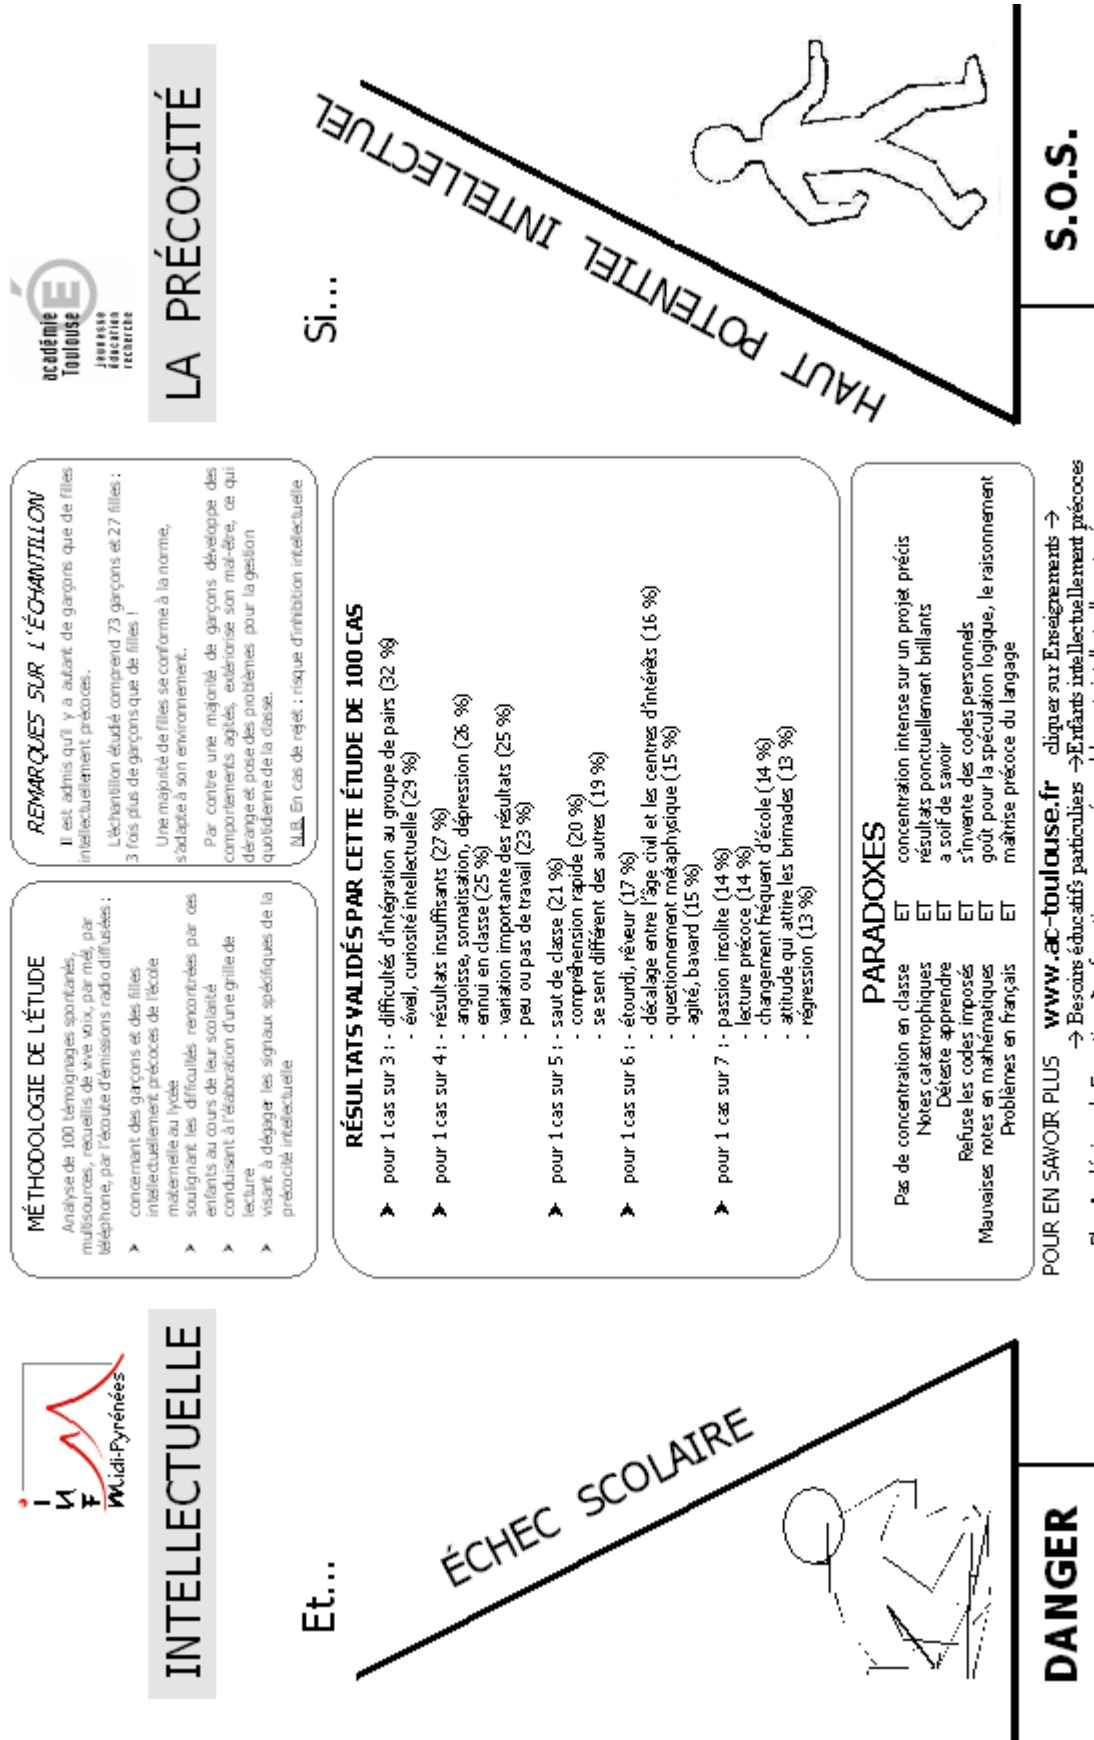 iUF
Midi-Pyrénées
INTELLECTUELLE
Et...
ÉCHEC SCOLAIRE
DANGER
MÉTHODOLOGIE DE L'ÉTUDE
Analyse de 100 témoignages spontanés,
multisources, recueillis de vive voix, par mél, par
téléphone, par l'écoute d'émissions radio diffusées :
➤ concernant des garçons et des filles
intellectuellement précoces de l'école
maternelle au lycée
➤ soulignant les difficultés rencontrées par ces
enfants au cours de leur scolarité
➤ conduisant à l'élaboration d'une grille de
lecture
➤ visant à dégager les signaux spécifiques de la
précocité intellectuelle
REMARQUES SUR L'ÉCHANTILLON
Il est admis qu'il y a autant de garçons que de filles
intellectuellement précoces.
L'échantillon étudié comprend 73 garçons et 27 filles :
3 fois plus de garçons que de filles !
Une majorité de filles se conforme à la norme,
s'adapte à son environnement.
Par contre une majorité de garçons développe des
comportements agités, extériorise son mal-être, ce qui
dérange et pose des problèmes pour la gestion
quotidienne de la classe.
N.B. En cas de rejet : risque d'inhibition intellectuelle
RÉSULTATS VALIDÉS PAR CETTE ÉTUDE DE 100 CAS
➤ pour 1 cas sur 3 : - difficultés d'intégration au groupe de pairs (32 %)
- éveil, curiosité intellectuelle (29 %)
➤ pour 1 cas sur 4 : - résultats insuffisants (27 %)
- angoisse, somatisation, dépression (26 %)
- ennui en classe (25 %)
- variation importante des résultats (25 %)
- peu ou pas de travail (23 %)
➤ pour 1 cas sur 5 : - saut de classe (21 %)
- compréhension rapide (20 %)
- se sent différent des autres (19 %)
➤ pour 1 cas sur 6 : - étourdi, rêveur (17 %)
- décalage entre l'âge civil et les centres d'intérêts (16 %)
- questionnement métaphysique (15 %)
- agité, bavard (15 %)
➤ pour 1 cas sur 7 : - passion insolite (14 %)
- lecture précoce (14 %)
- changement fréquent d'école (14 %)
- attitude qui attire les brimades (13 %)
- régression (13 %)
PARADOXES
Pas de concentration en classe ET concentration intense sur un projet précis
Notes catastrophiques ET résultats ponctuellement brillants
Déteste apprendre ET a soif de savoir
Refuse les codes imposés ET s'invente des codes personnels
Mauvaises notes en mathématiques ET goût pour la spéculation logique, le raisonnement
Problèmes en français ET maîtrise précoce du langage
POUR EN SAVOIR PLUS www.ac-toulouse.fr cliquer sur Enseignements →
→ Besoins éducatifs particuliers → Enfants intellectuellement précoces
académie
Toulouse
É
jeunesse
éducation
recherche
LA PRÉCOCITÉ
Si...
HAUT POTENTIEL INTELLECTUEL
S.O.S.